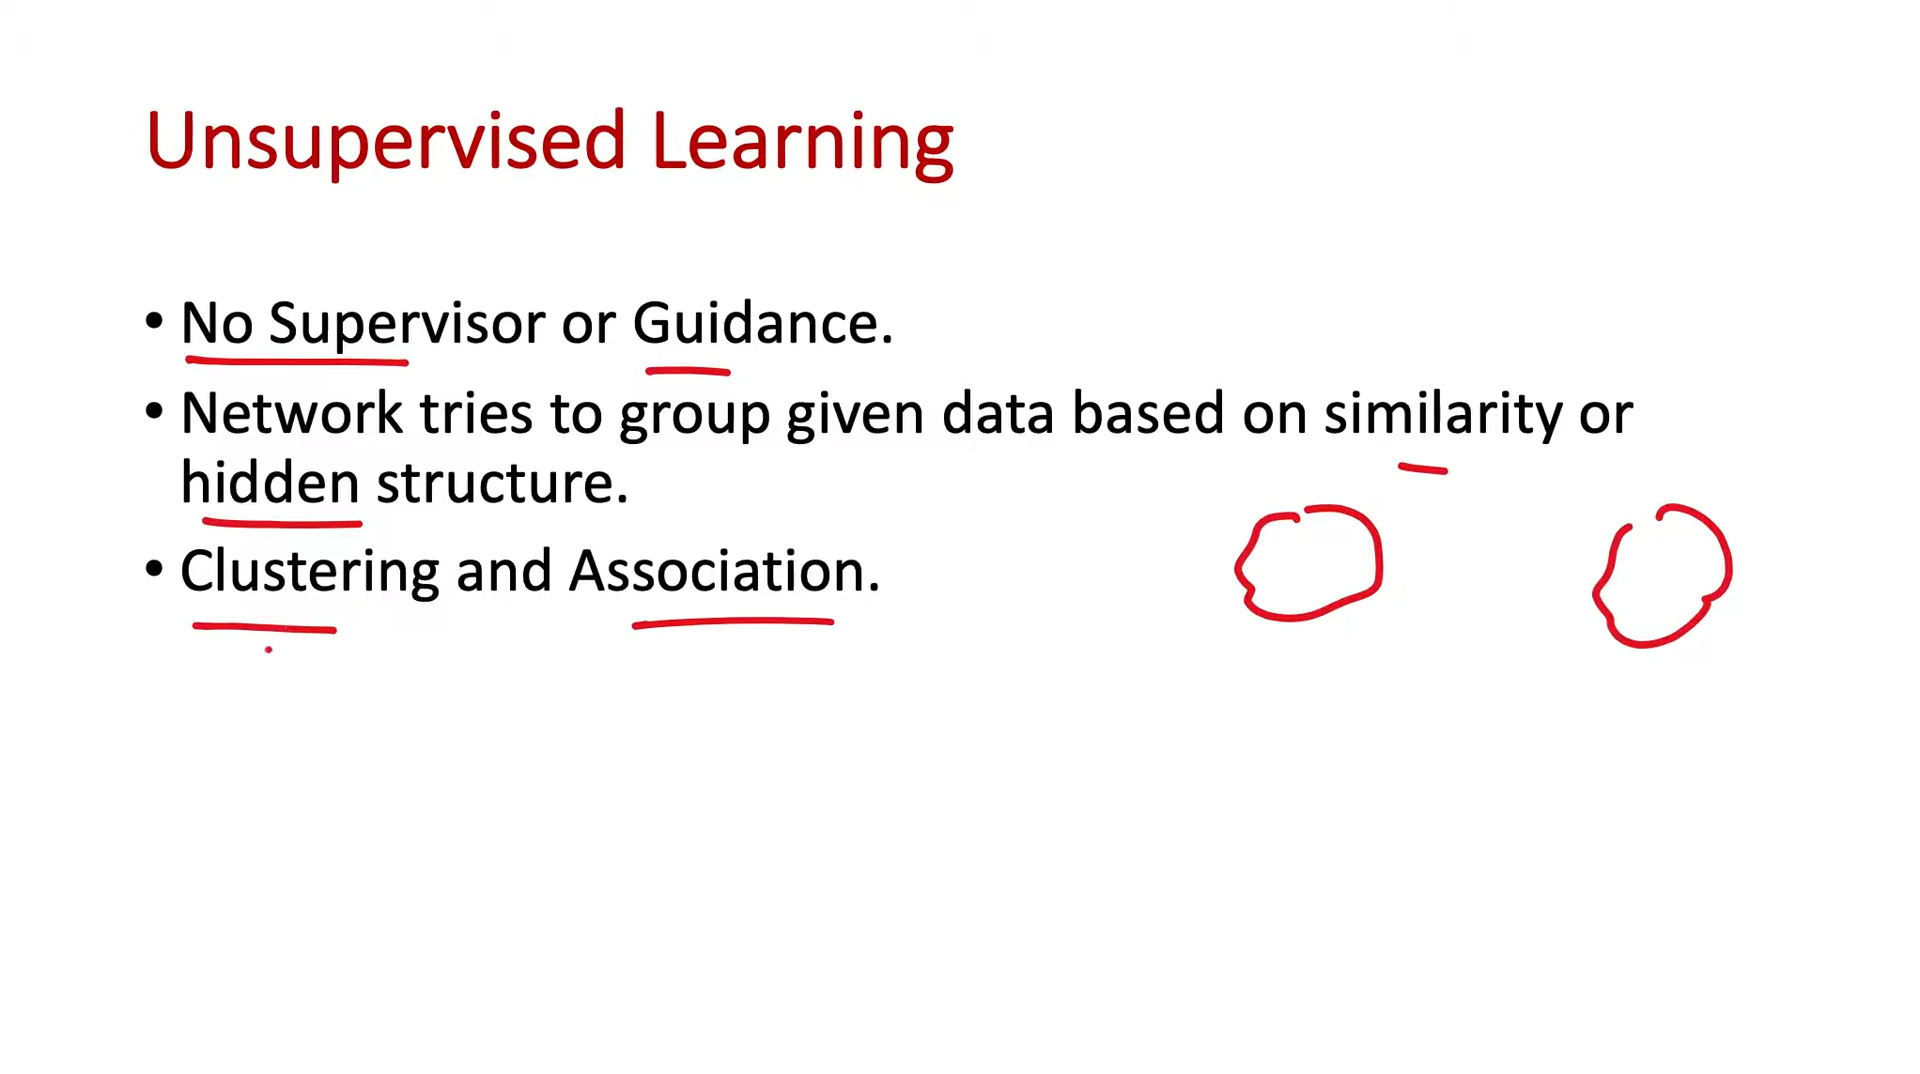 Unsupervised Learning
• No Supervisor or Guidance.
• Network tries to group given data based on similarity or
hidden structure.
• Clustering and Association.